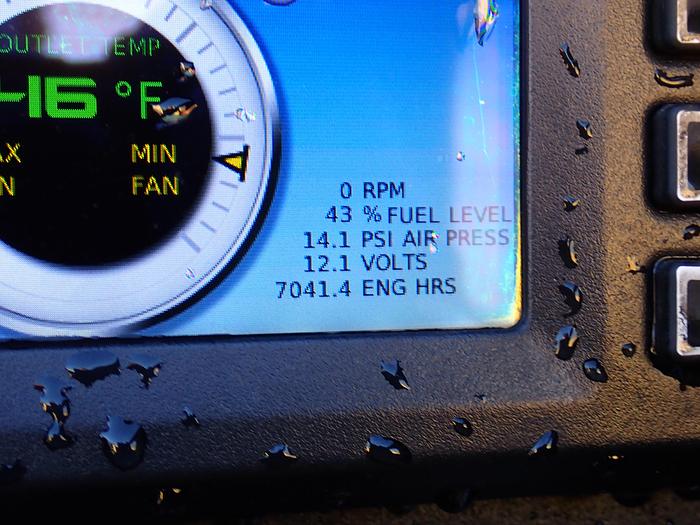 OUTLET TEMP
-16 °F
MIN
FAN
0 RPM
43 % FUEL LEVEL
14.1 PSI AIR PRESS
12.1 VOLTS
7041.4 ENG HRS